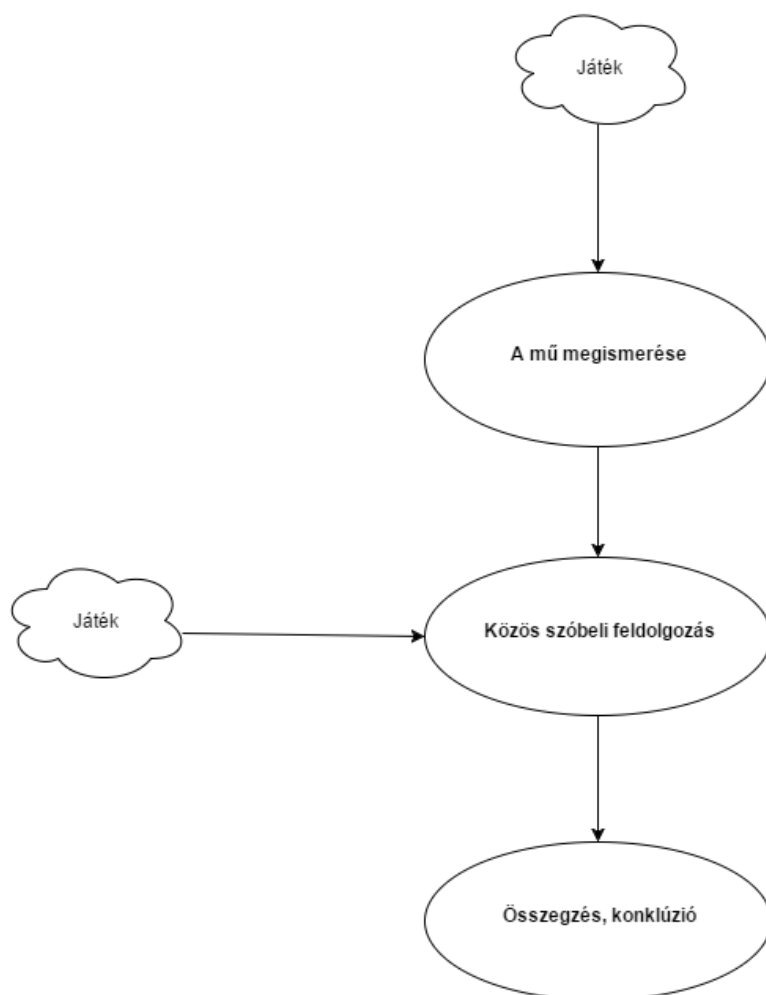 Játék
A mű megismerése
Játék
Közös szóbeli feldolgozás
Összegzés, konklúzió